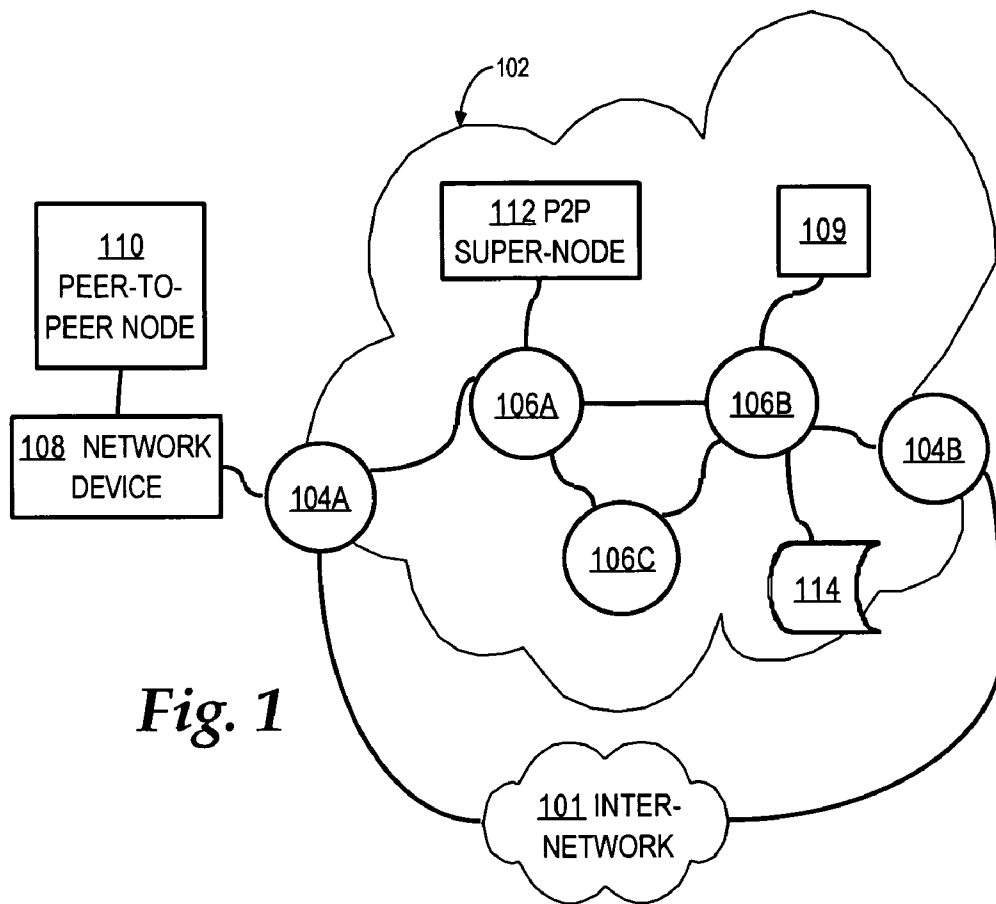 102
112 P2P
SUPER-NODE
109
110
PEER-TO-
PEER NODE
106A
106B
108 NETWORK
DEVICE
104A
104B
106C
114
Fig. 1
101 INTER-
NETWORK